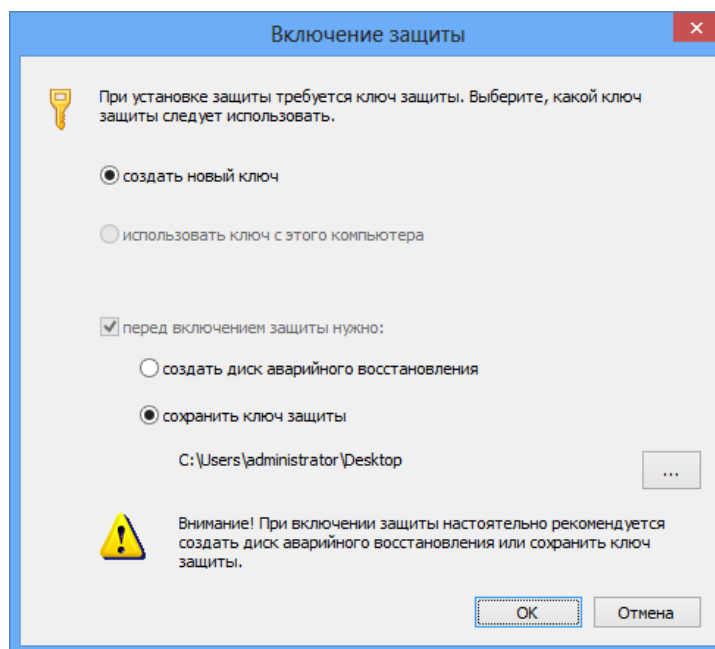 Включение защиты
При установке защиты требуется ключ защиты. Выберите, какой ключ
защиты следует использовать.
создать новый ключ
использовать ключ с этого компьютера
перед включением защиты нужно:
создать диск аварийного восстановления
сохранить ключ защиты
C:\Users\administrator\Desktop
...
Внимание! При включении защиты настоятельно рекомендуется
создать диск аварийного восстановления или сохранить ключ
защиты.
ОК
Отмена